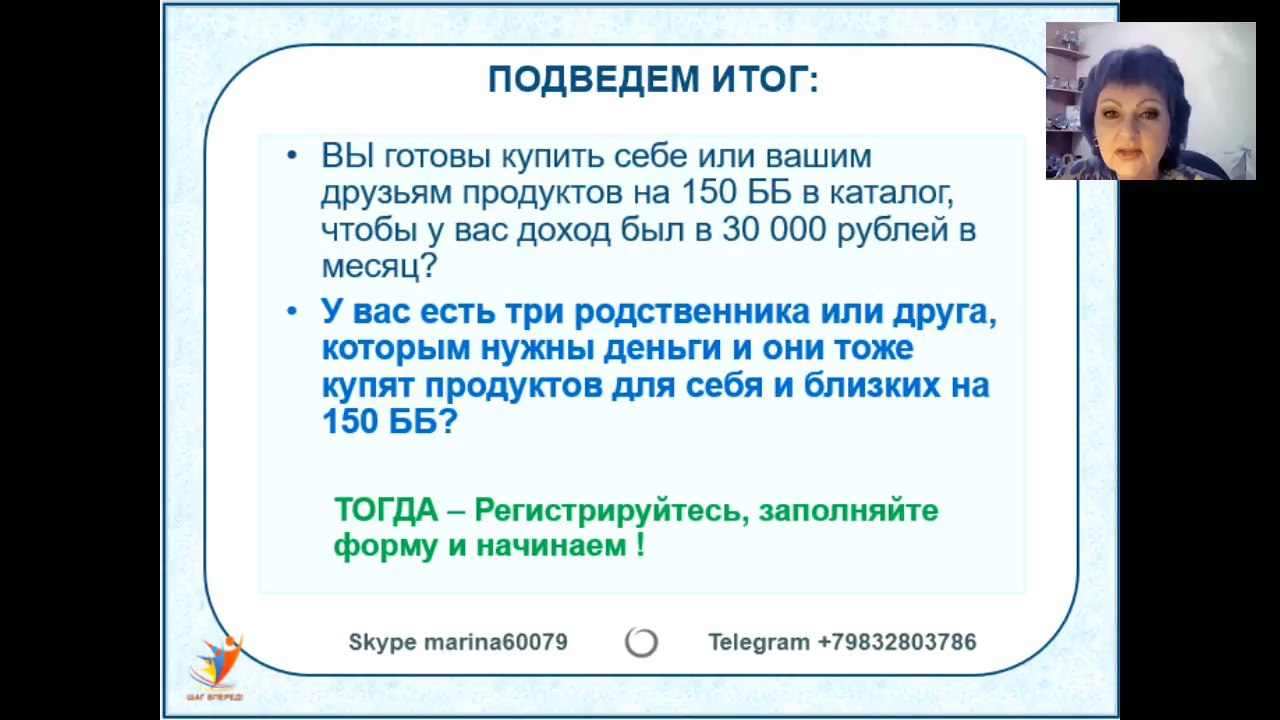 ПОДВЕДЕМ ИТОГ:
• ВЫ готовы купить себе или вашим
друзьям продуктов на 150 ББ в каталог,
чтобы у вас доход был в 30 000 рублей в
месяц?
• У вас есть три родственника или друга,
которым нужны деньги и они тоже
купят продуктов для себя и близких на
150 ББ?
ТОГДА – Регистрируйтесь, заполняйте
форму и начинаем !
Skype marina60079
Telegram +79832803786
ШАГ ВПЕРЕД!